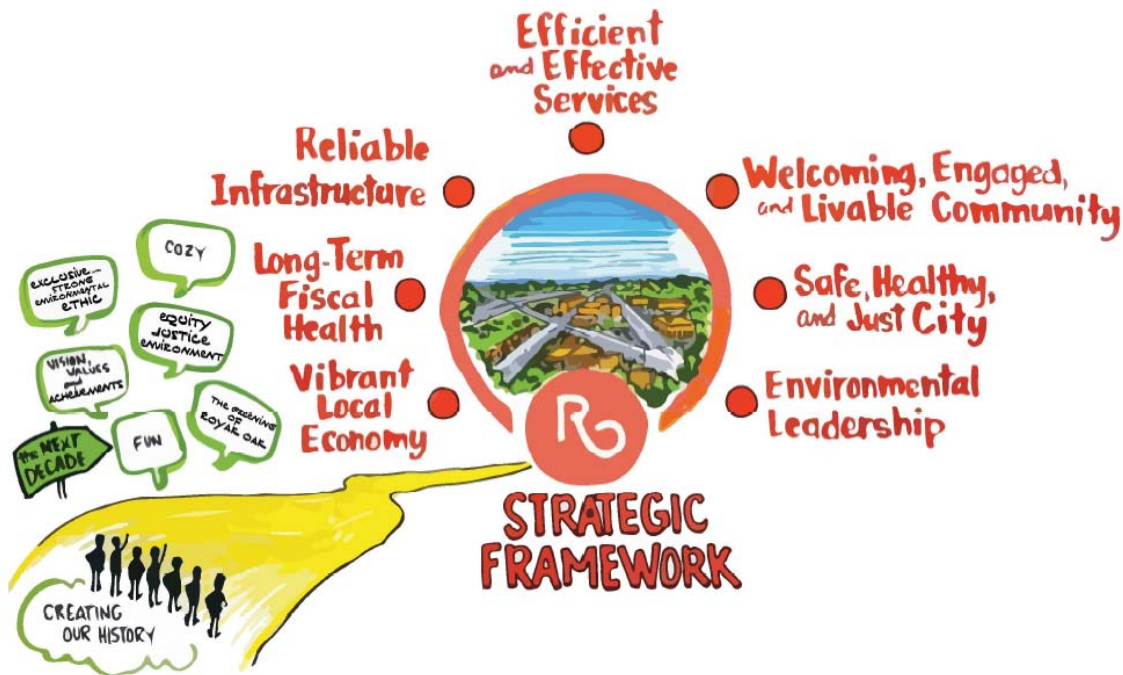 Efficient
and Effective
Services
Reliable
Infrastructure
Welcoming, Engaged,
and Livable Community
Long-Term
Fiscal
Health
Safe, Healthy,
and Just City
Vibrant
Local
Economy
Environmental
Leadership
COZY
EXCLUSIVE...
STRONG
ENVIRONMENTAL
ETHIC
EQUITY
JUSTICE
ENVIRONMENT
VISION,
VALUES
and
ACHIEVEMENTS
THE GREENING
OF
ROYAL OAK
FUN
the NEXT
DECADE
RO
STRATEGIC
FRAMEWORK
CREATING
OUR HISTORY